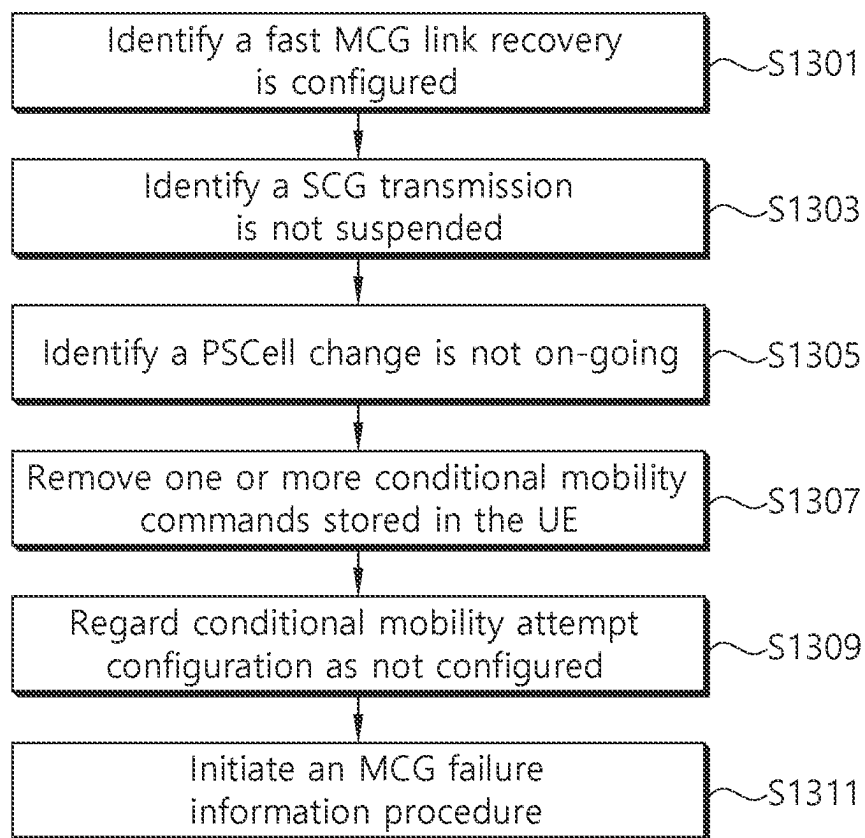 Identify a fast MCG link recovery
is configured
S1301
Identify a SCG transmission
is not suspended
S1303
Identify a PSCell change is not on-going
S1305
Remove one or more conditional mobility
commands stored in the UE
S1307
Regard conditional mobility attempt
configuration as not configured
S1309
Initiate an MCG failure
information procedure
S1311